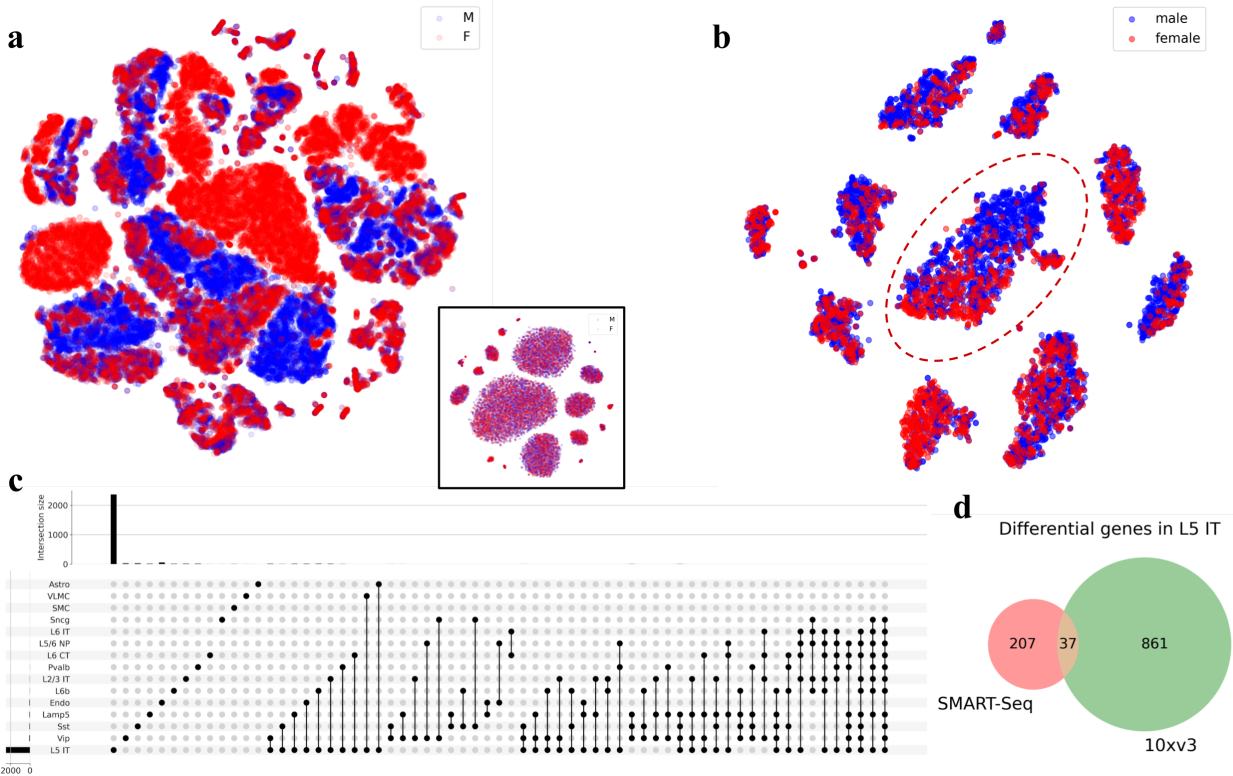 a
M
F
b
male
female
M
F
c
Intersection size
2000
1000
0
Astro
VLMC
SMC
Sncg
L6 IT
L5/6 NP
L6 CT
Pvalb
L2/3 IT
L6b
Endo
Lamp5
Sst
Vip
L5 IT
2000 0
d
Differential genes in L5 IT
207 37 861
SMART-Seq
10xv3